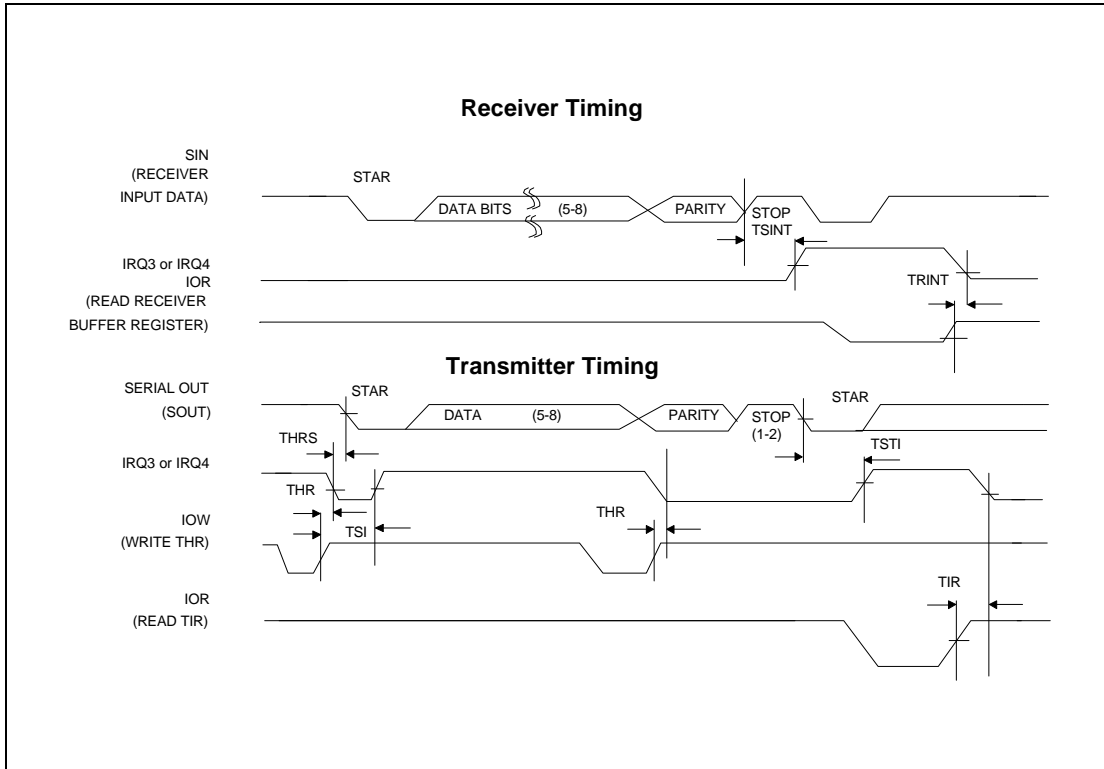 Receiver Timing
SIN
(RECEIVER
INPUT DATA)
STAR
DATA BITS (5-8)
PARITY
STOP
TSINT
IRQ3 or IRQ4
IOR
(READ RECEIVER
BUFFER REGISTER)
TRINT
Transmitter Timing
SERIAL OUT
(SOUT)
STAR
DATA (5-8)
PARITY
STOP
(1-2)
STAR
THRS
IRQ3 or IRQ4
TSTI
THR
IOW
(WRITE THR)
TSI
THR
IOR
(READ TIR)
TIR